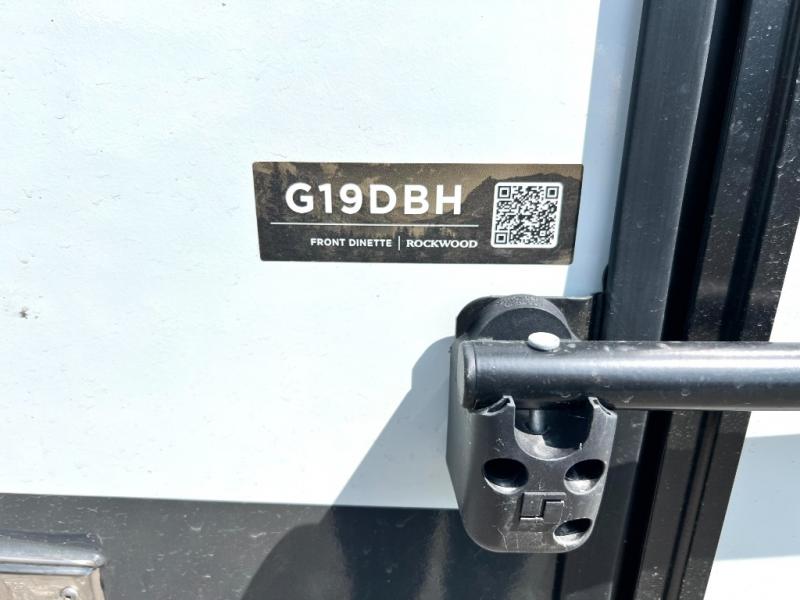 G19DBH
FRONT DINETTE | ROCKWOOD